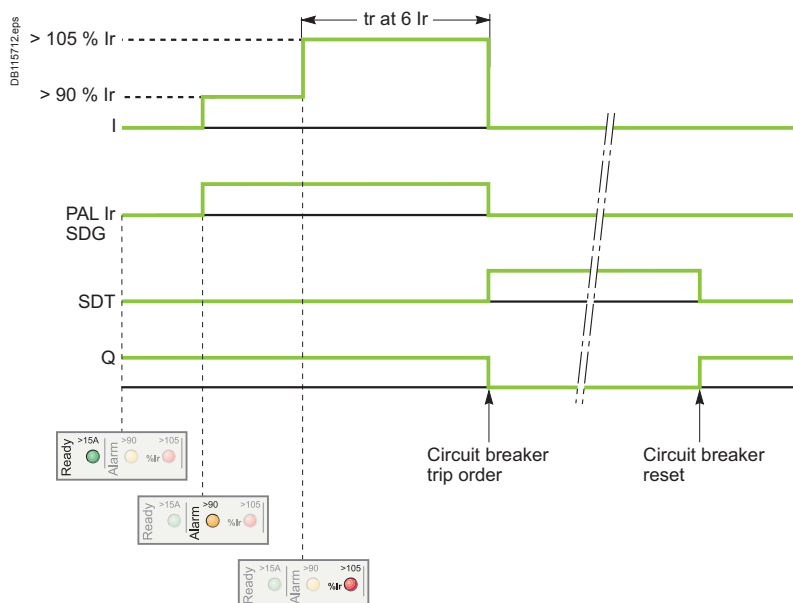 DB115712.eps
tr at 6 Ir
> 105 % Ir
> 90 % Ir
I
PAL Ir
SDG
SDT
Q
Circuit breaker
trip order
Circuit breaker
reset
Ready >15A Alarm >90 %Ir >105
Ready >15A Alarm >90 %Ir >105
Ready >15A Alarm >90 %Ir >105